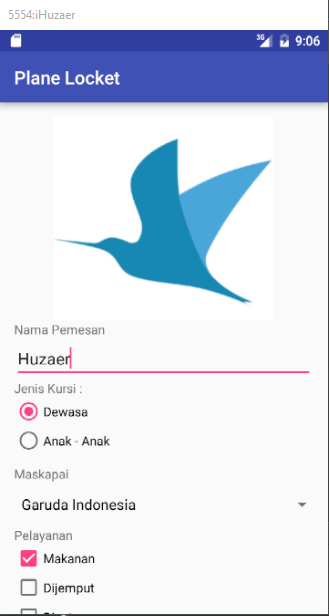 5554:iHuzaer
3G 9:06
Plane Locket
Nama Pemesan
Huzaer
Jenis Kursi :
Dewasa
Anak - Anak
Maskapai
Garuda Indonesia
Pelayanan
Makanan
Dijemput